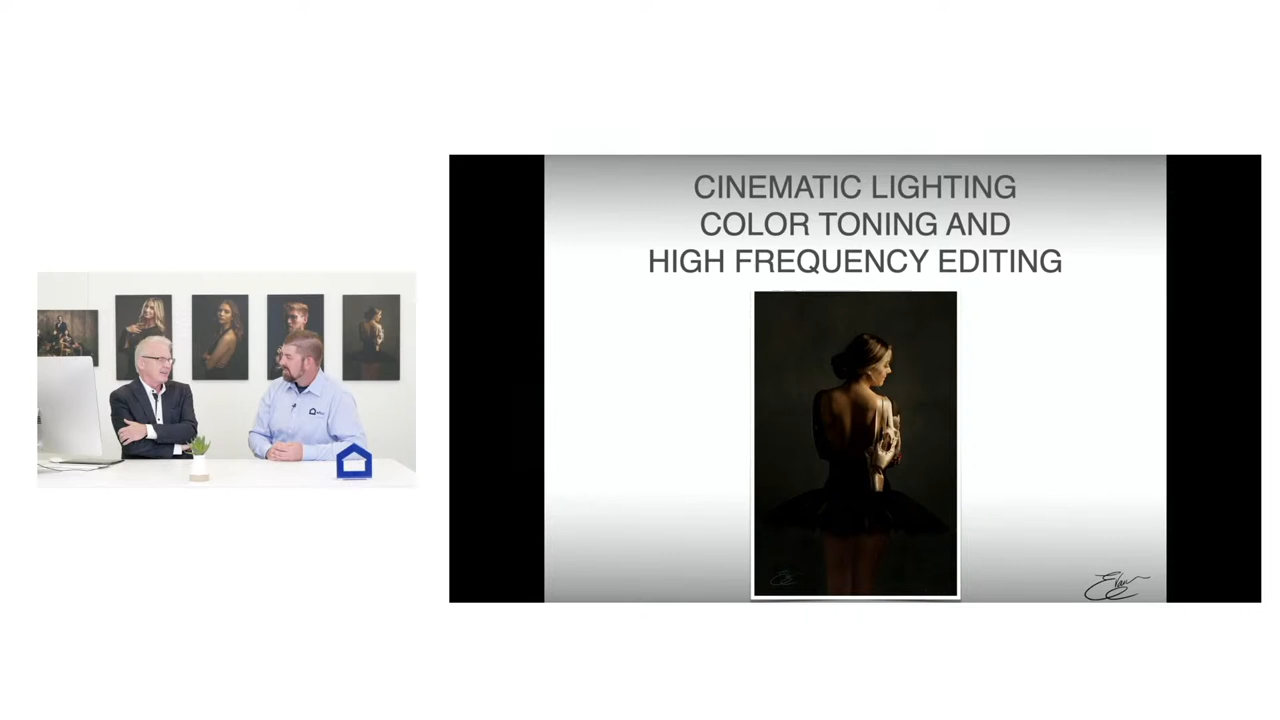 CINEMATIC LIGHTING
COLOR TONING AND
HIGH FREQUENCY EDITING